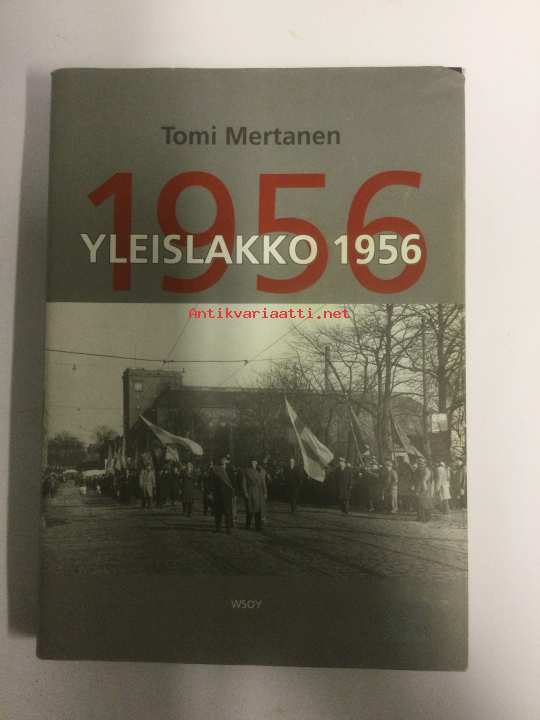 Tomi Mertanen
1956
YLEISLAKKO 1956
Antikvariaatti.net
WSOY